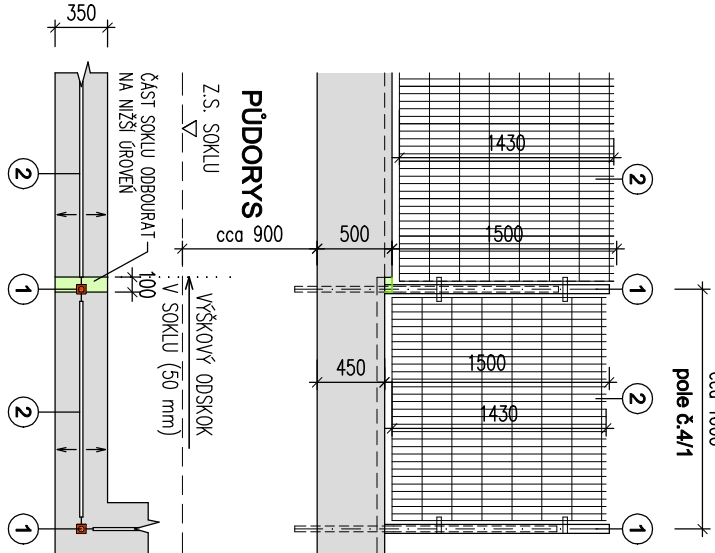 350
ČÁST SOKLU ODBOURAT
NA NIŽŠÍ ÚROVEŇ
Z.S. SOKLU
PŮDORYS
cca 900
500
1430
1500
2
2
1
1
100
VÝŠKOVÝ ODSKOK
V SOKLU (50 mm)
450
1500
1430
pole č.4/1
2
2
1
1